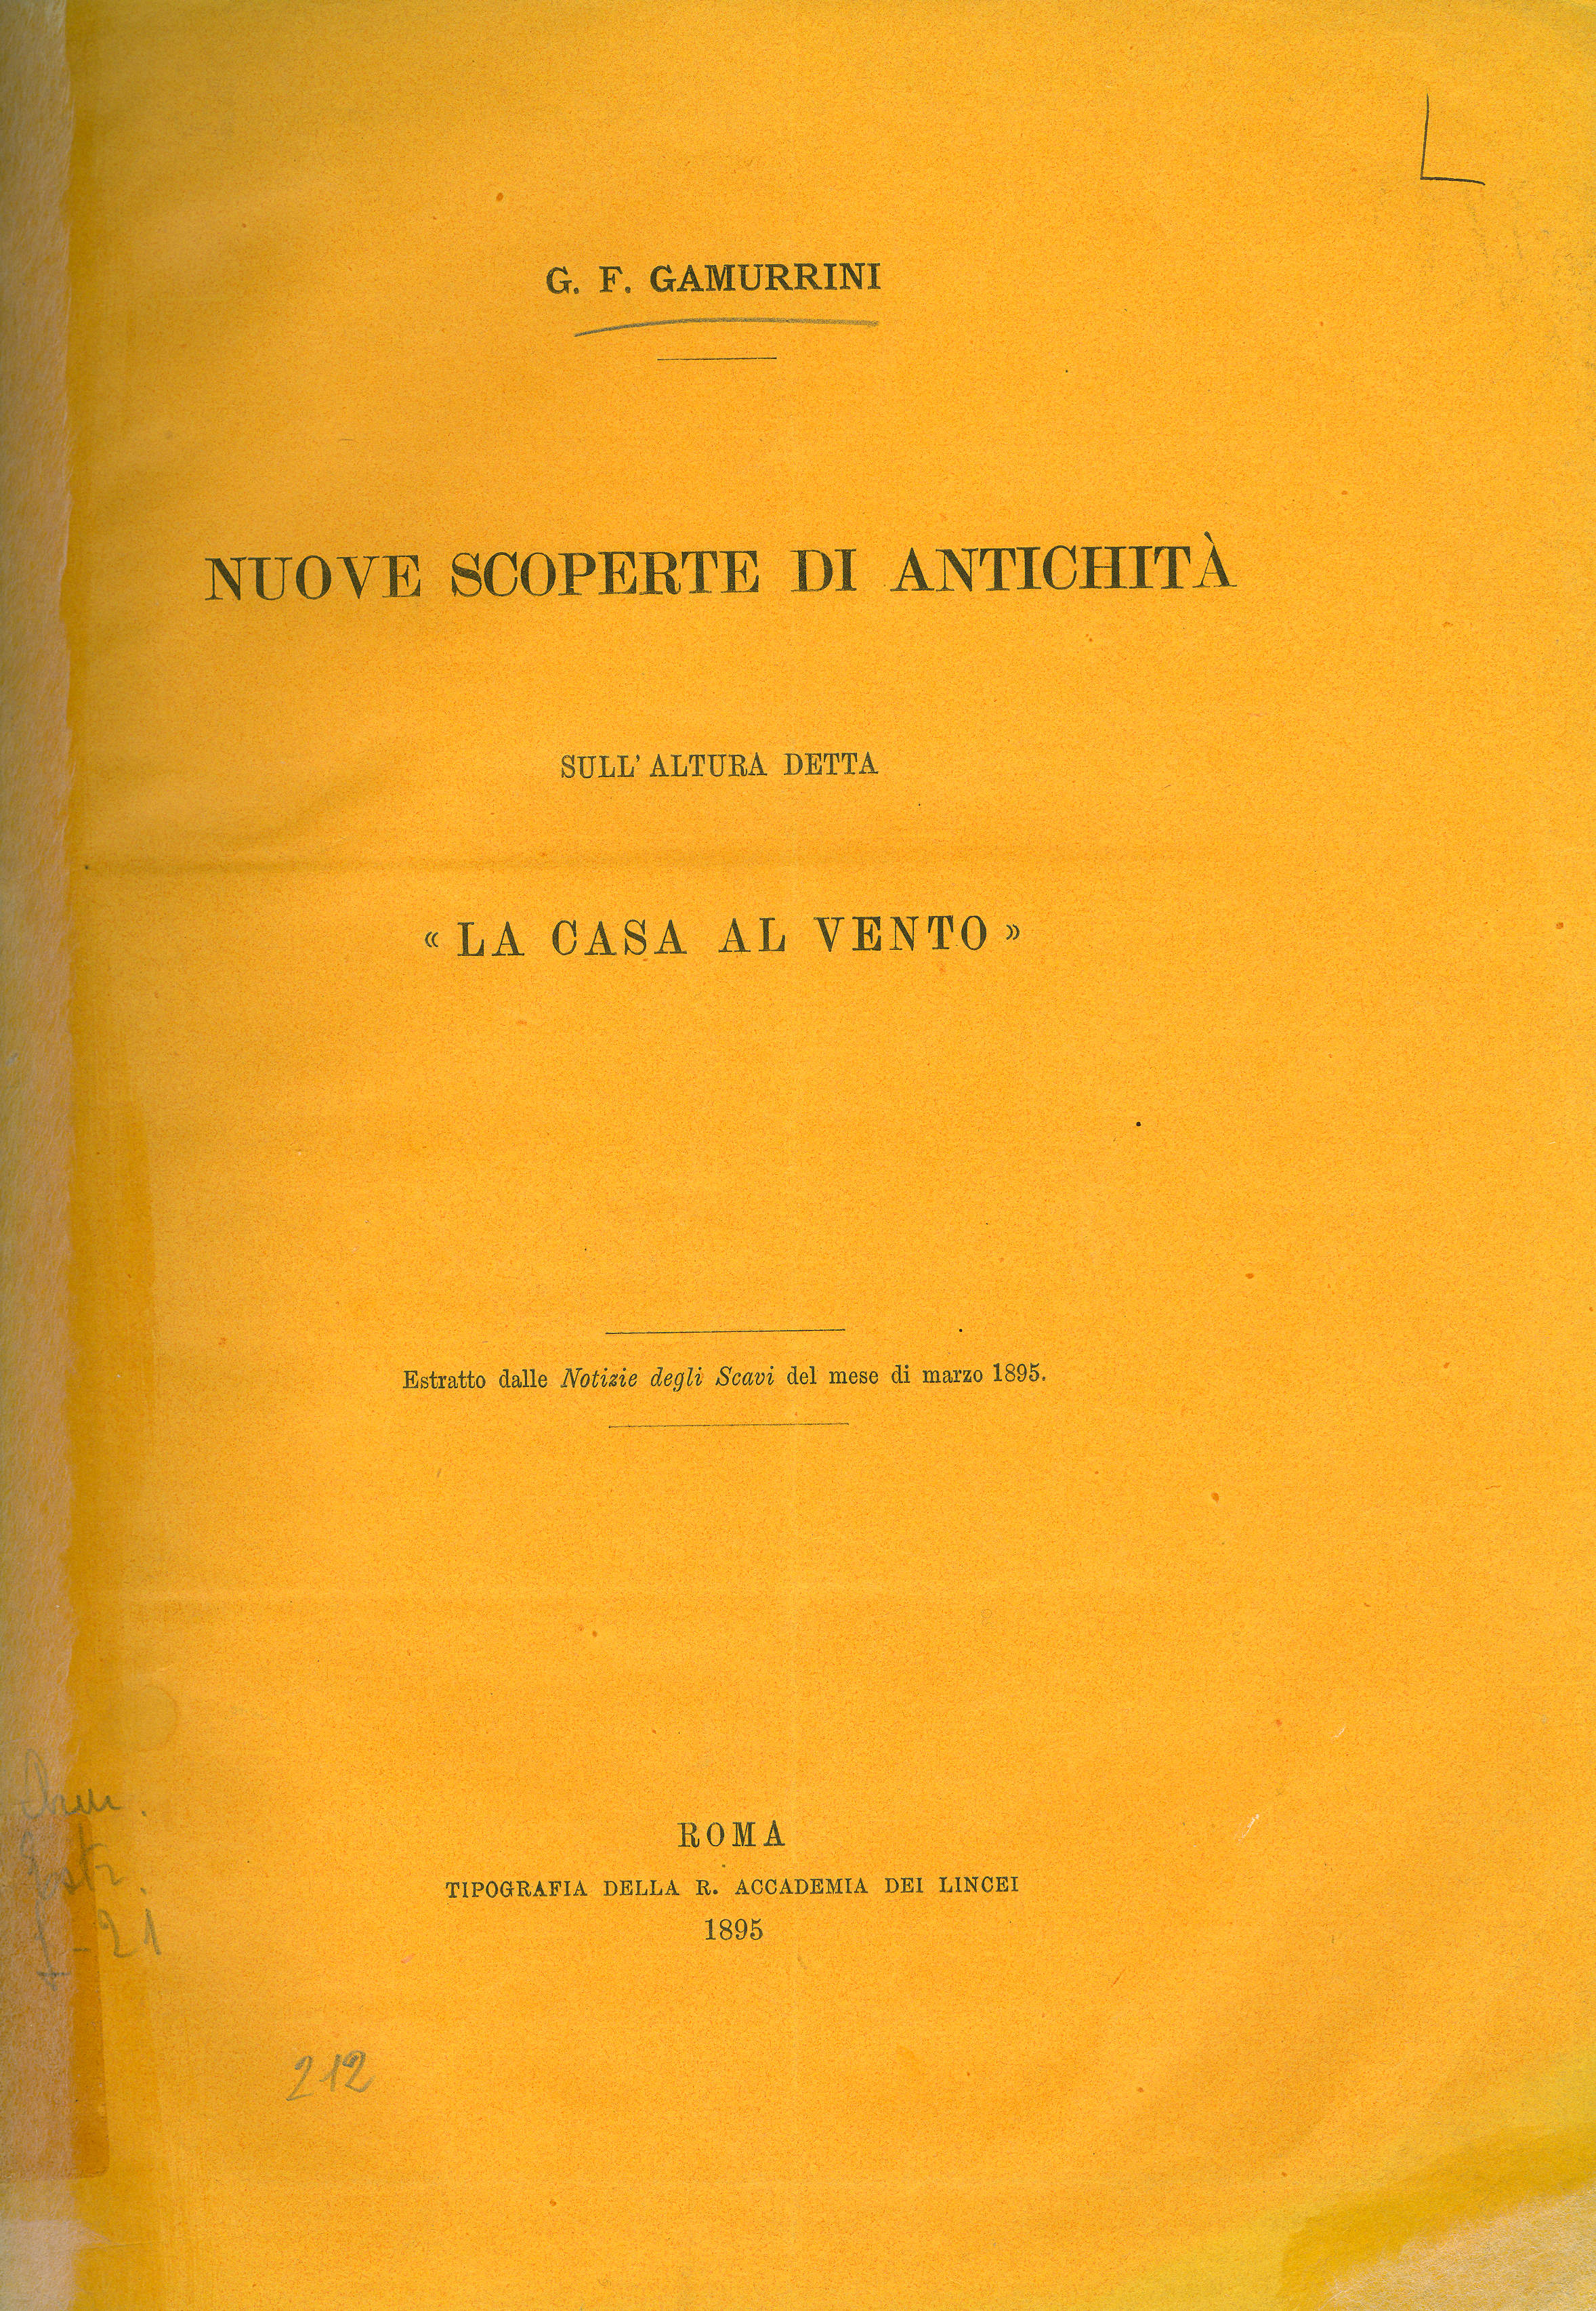 G. F. GAMURRINI
NUOVE SCOPERTE DI ANTICHITÀ
SULL' ALTURA DETTA
« LA CASA AL VENTO »
Estratto dalle Notizie degli Scavi del mese di marzo 1895.
ROMA
TIPOGRAFIA DELLA R. ACCADEMIA DEI LINCEI
1895
Estr.
212